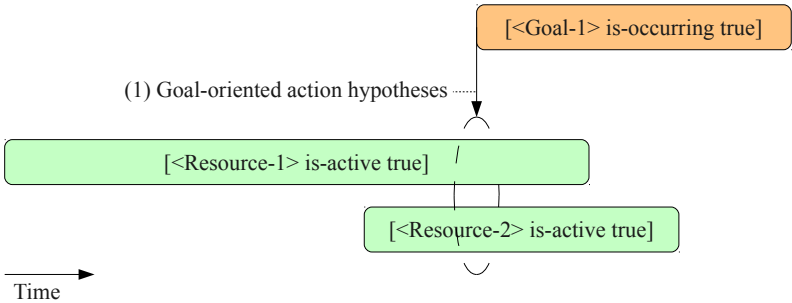 [<Goal-1> is-occurring true]
(1) Goal-oriented action hypotheses
[<Resource-1> is-active true]
[<Resource-2> is-active true]
Time